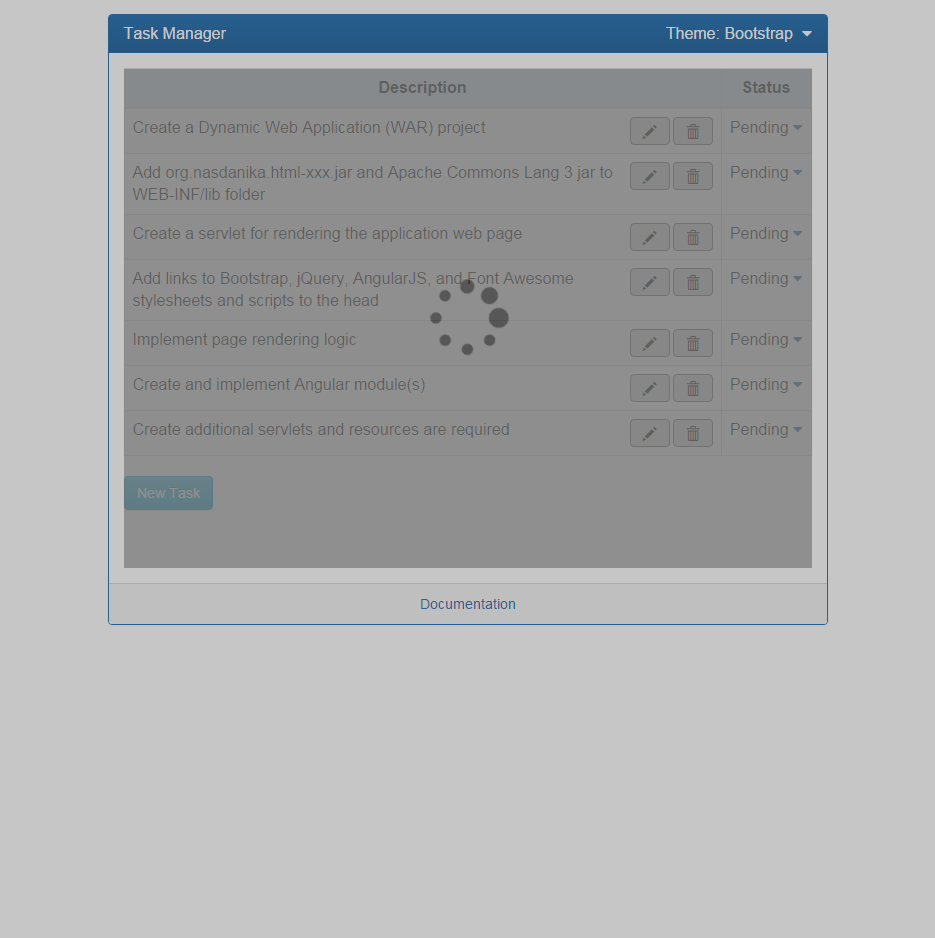 Task Manager Theme: Bootstrap
Description Status
Create a Dynamic Web Application (WAR) project Pending
Add org.nasdanika.html-xxx.jar and Apache Commons Lang 3 jar to Pending
WEB-INF/lib folder
Create a servlet for rendering the application web page Pending
Add links to Bootstrap, jQuery, AngularJS, and Font Awesome Pending
stylesheets and scripts to the head
Implement page rendering logic Pending
Create and implement Angular module(s) Pending
Create additional servlets and resources are required Pending
New Task
Documentation